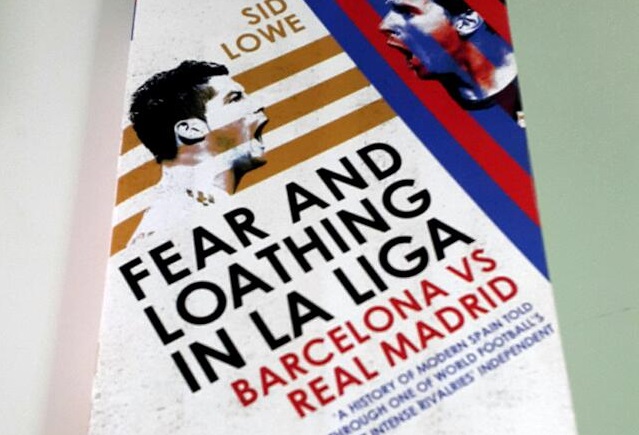 SID
LOWE
FEAR AND
LOATHING
IN LA LIGA
BARCELONA VS
REAL MADRID
'A HISTORY OF MODERN SPAIN TOLD
THROUGH ONE OF WORLD FOOTBALL'S
INTENSE RIVALRIES' INDEPENDENT